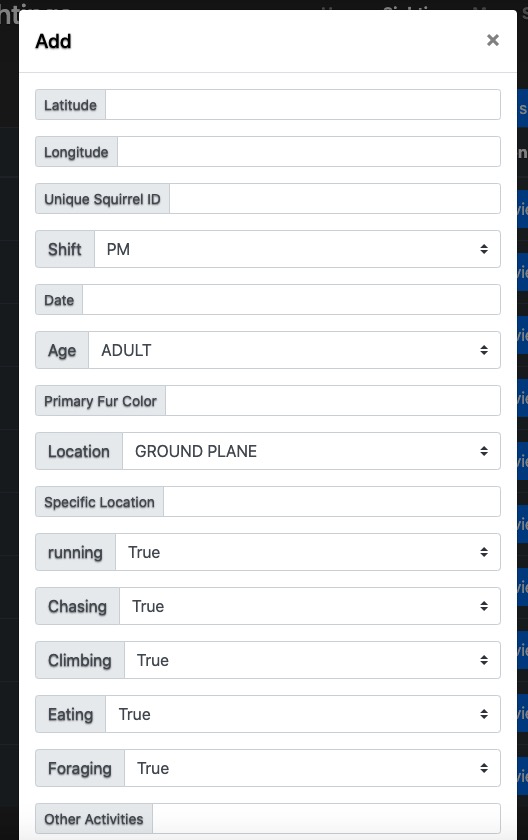 Add ×
Latitude
Longitude
Unique Squirrel ID
Shift PM
Date
Age ADULT
Primary Fur Color
Location GROUND PLANE
Specific Location
running True
Chasing True
Climbing True
Eating True
Foraging True
Other Activities